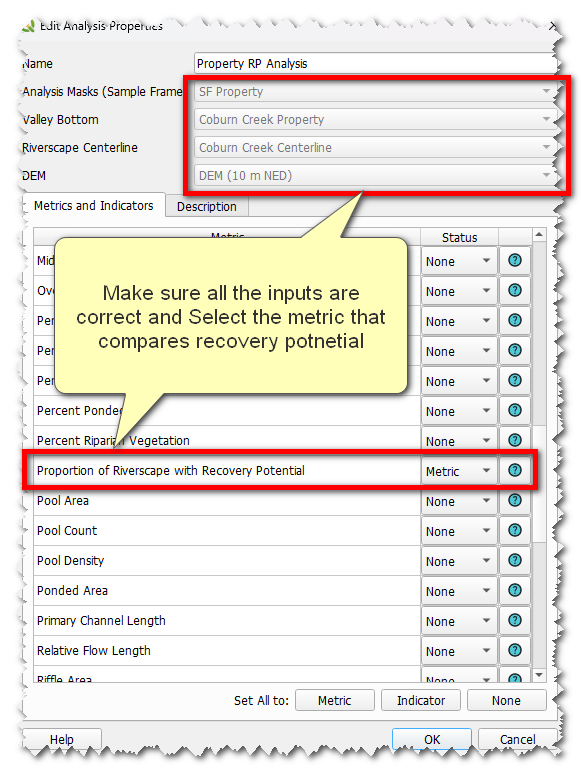 Edit Analysis Properties
Name
Property RP Analysis
Analysis Masks (Sample Frame
SF Property
Valley Bottom
Coburn Creek Property
Riverscape Centerline
Coburn Creek Centerline
DEM
DEM (10 m NED)
Metrics and Indicators
Description
Metric
Status
Mid
None
Ove
None
Per
None
Per
None
Per
None
Make sure all the inputs are
correct and Select the metric that
compares recovery potnetial
Percent Ponded
None
Percent Riparian Vegetation
None
Proportion of Riverscape with Recovery Potential
Metric
Pool Area
None
Pool Count
None
Pool Density
None
Ponded Area
None
Primary Channel Length
None
Relative Flow Length
None
Riffle Area
None
Set All to:
Metric
Indicator
None
Help
OK
Cancel